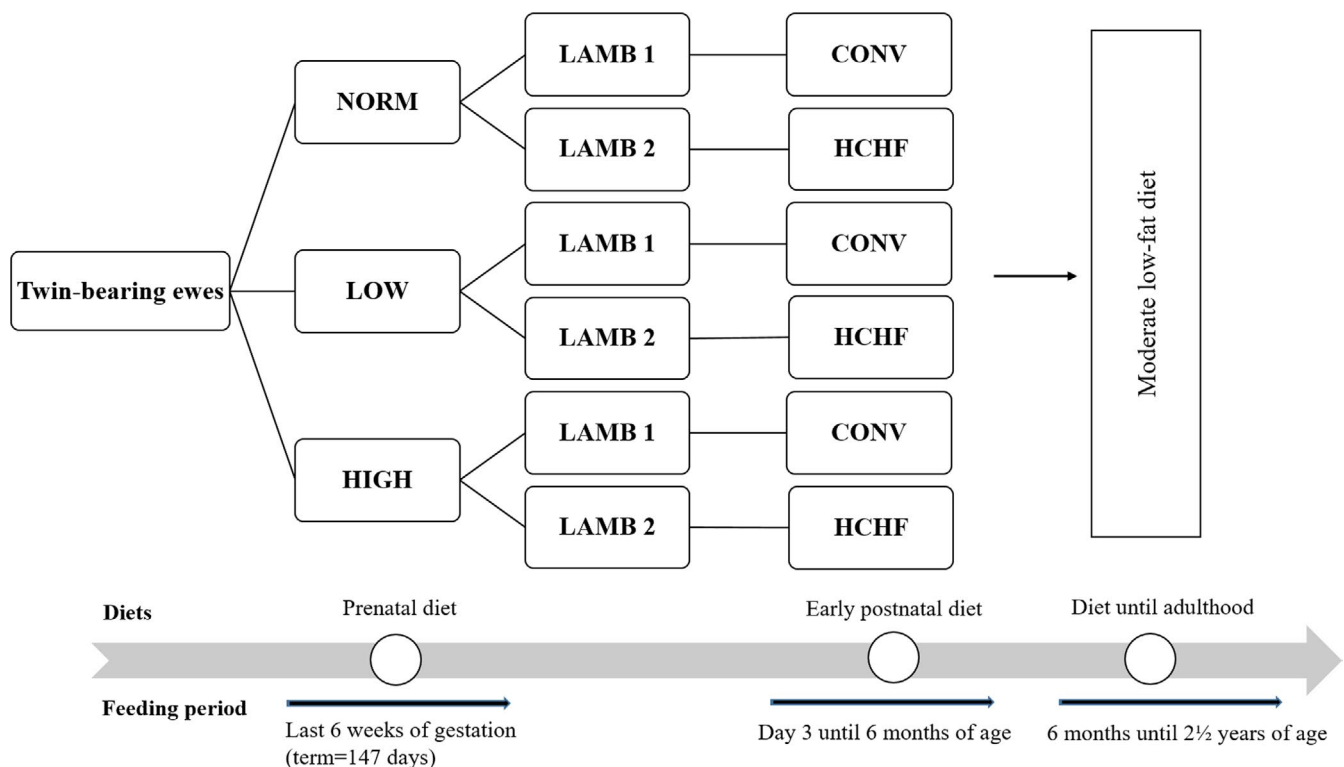 Twin-bearing ewes
NORM
LOW
HIGH
LAMB 1
CONV
LAMB 2
HCHF
LAMB 1
CONV
LAMB 2
HCHF
LAMB 1
CONV
LAMB 2
HCHF
Moderate low-fat diet
Diets
Prenatal diet
Early postnatal diet
Diet until adulthood
Feeding period
Last 6 weeks of gestation
(term=147 days)
Day 3 until 6 months of age
6 months until 2½ years of age